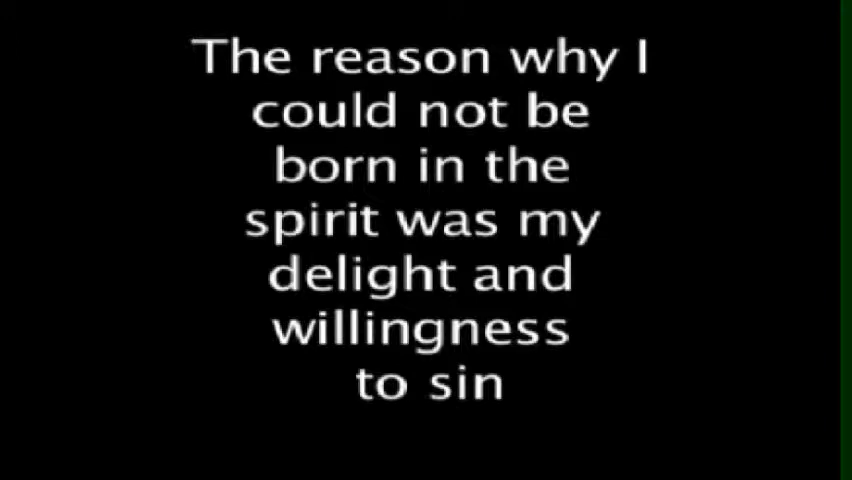 The reason why I
could not be
born in the
spirit was my
delight and
willingness
to sin